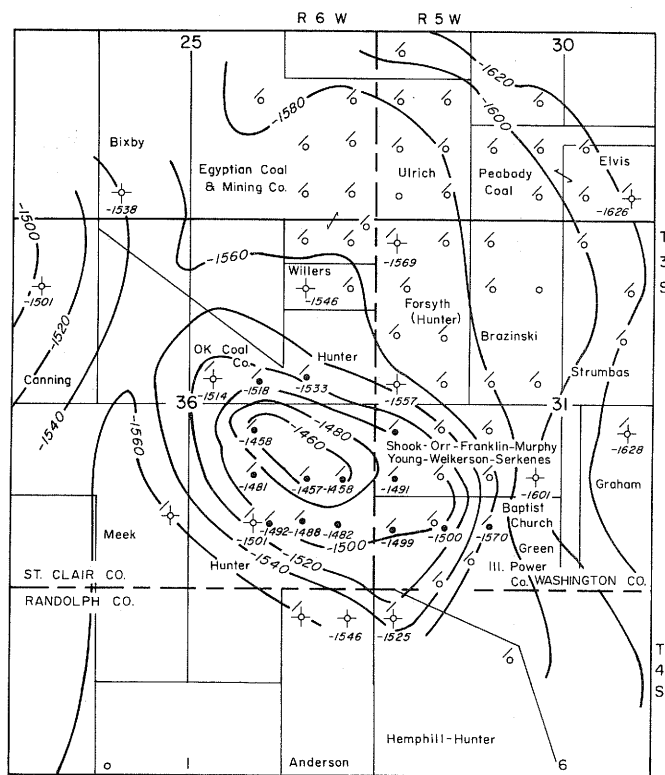 R 6 W
R 5 W
25
30
-1620
-1600
-1580
Bixby
Egyptian Coal
& Mining Co.
Ulrich
Peabody
Coal
Elvis
-1538
-1626
-1500
T
3
S
-1569
-1560
Willers
-1546
-1501
Forsyth
(Hunter)
Brazinski
-1520
Hunter
OK Coal
Co.
Strumbas
Canning
-1514
-1518
-1533
-1557
-1540
36
31
-1560
-1480
-1460
-1458
Shook-Orr-Franklin-Murphy
Young-Welkerson-Serkenes
-1628
-1481
-1457
-1458
-1491
-1601
Graham
Baptist
Church
Meek
-1501
-1492
-1488
-1482
-1500
-1499
-1500
-1570
Green
Hunter
-1520
-1540
Ill. Power
Co.
ST. CLAIR CO.
WASHINGTON CO.
RANDOLPH CO.
-1546
-1525
T
4
S
Hemphill-Hunter
1
Anderson
6